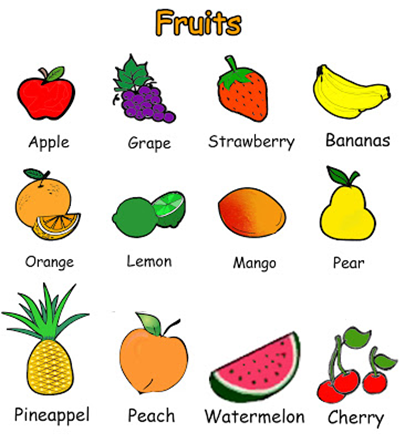 Fruits
Apple
Grape
Strawberry
Bananas
Orange
Lemon
Mango
Pear
Pineappel
Peach
Watermelon
Cherry